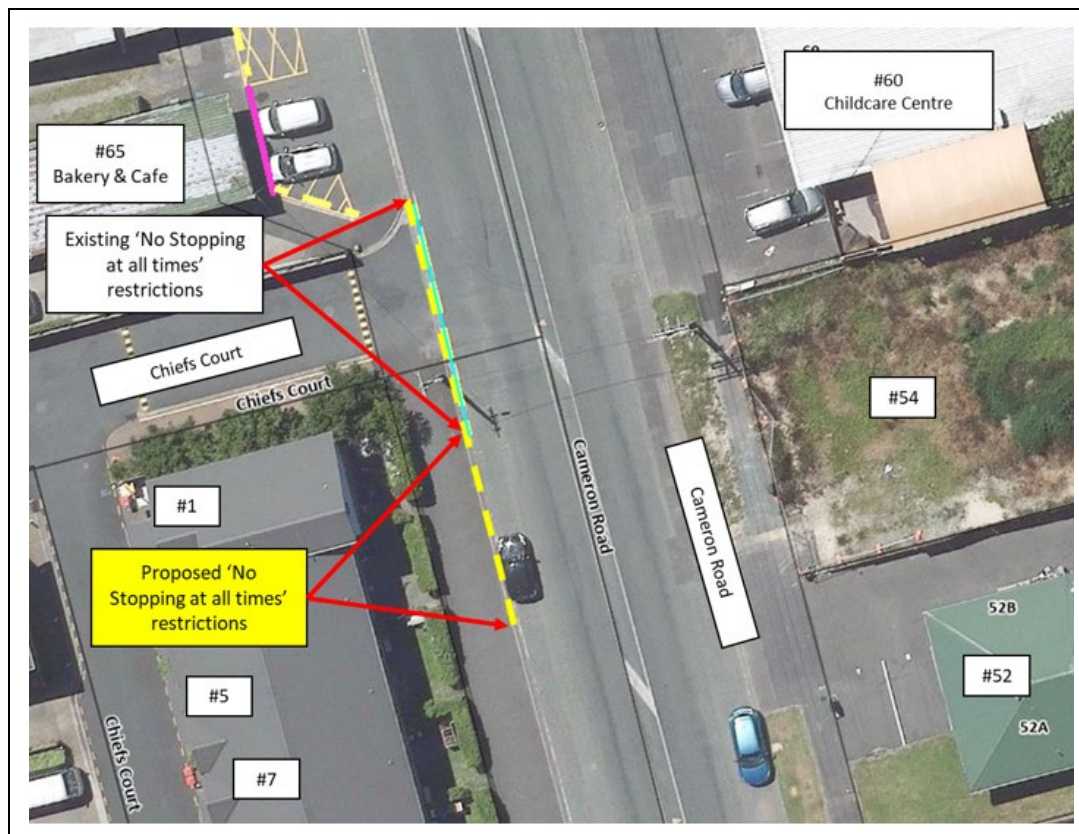 #60
Childcare Centre
#65
Bakery & Cafe
Existing ‘No Stopping
at all times’
restrictions
Chiefs Court
Chiefs Court
#54
#1
Cameron Road
Cameron Road
Proposed ‘No
Stopping at all times’
restrictions
52B
#52
52A
#5
#7
Chiefs Court